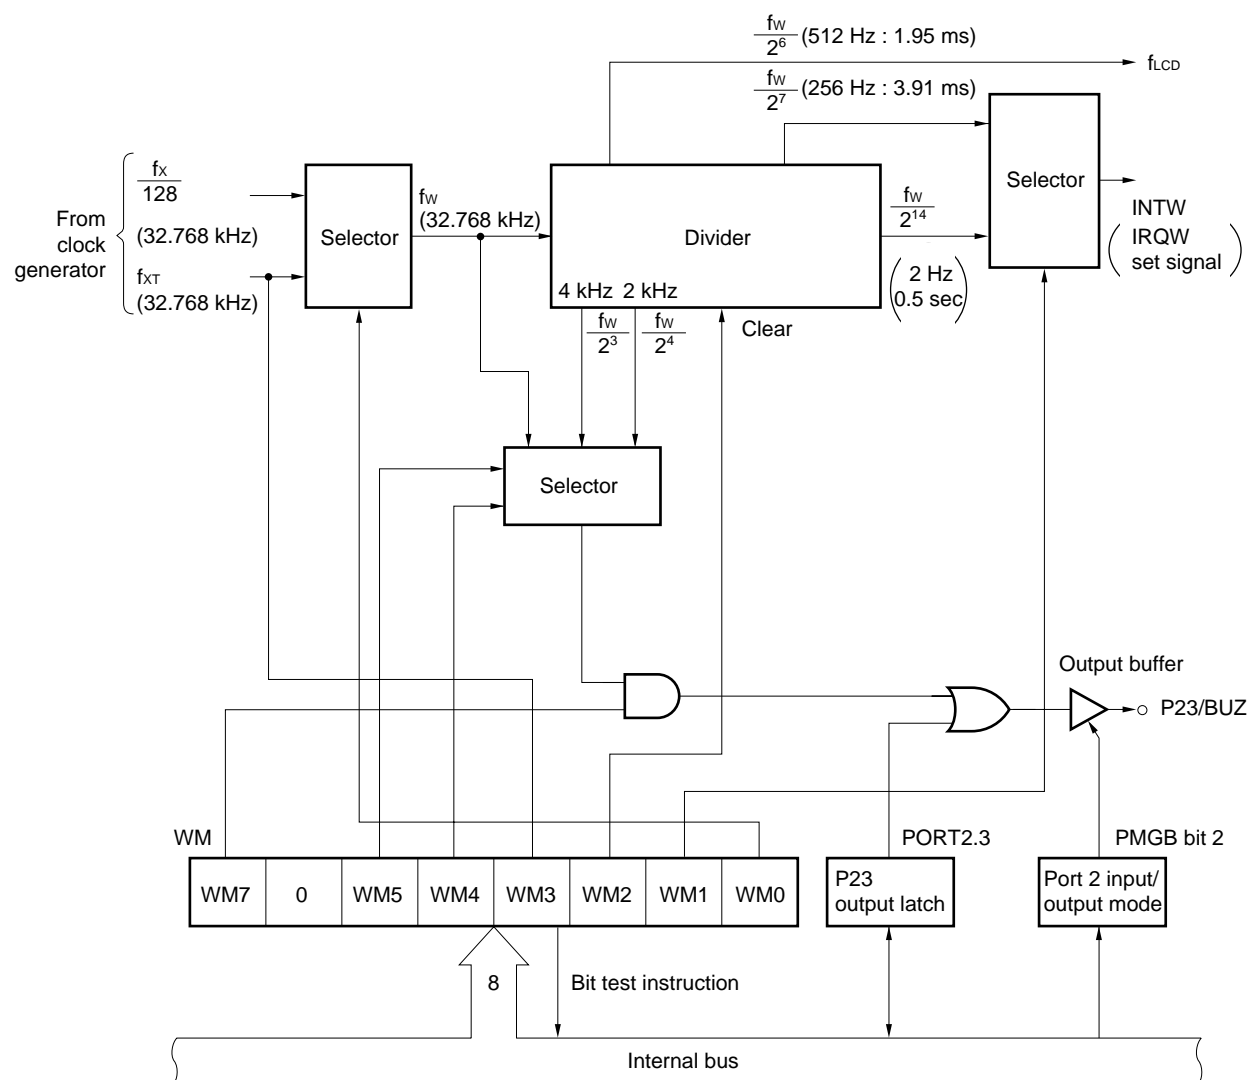 fW
2^6 (512 Hz : 1.95 ms)
fLCD
fW
2^7 (256 Hz : 3.91 ms)
From
clock
generator
fX
128
(32.768 kHz)
fXT
(32.768 kHz)
Selector
fW
(32.768 kHz)
Divider
4 kHz 2 kHz
fW
2^14
(2 Hz
0.5 sec)
Selector
INTW
(IRQW
set signal)
fW
2^3
fW
2^4
Clear
Selector
Output buffer
P23/BUZ
WM
PORT2.3
PMGB bit 2
WM7 0 WM5 WM4 WM3 WM2 WM1 WM0
P23
output latch
Port 2 input/
output mode
8
Bit test instruction
Internal bus